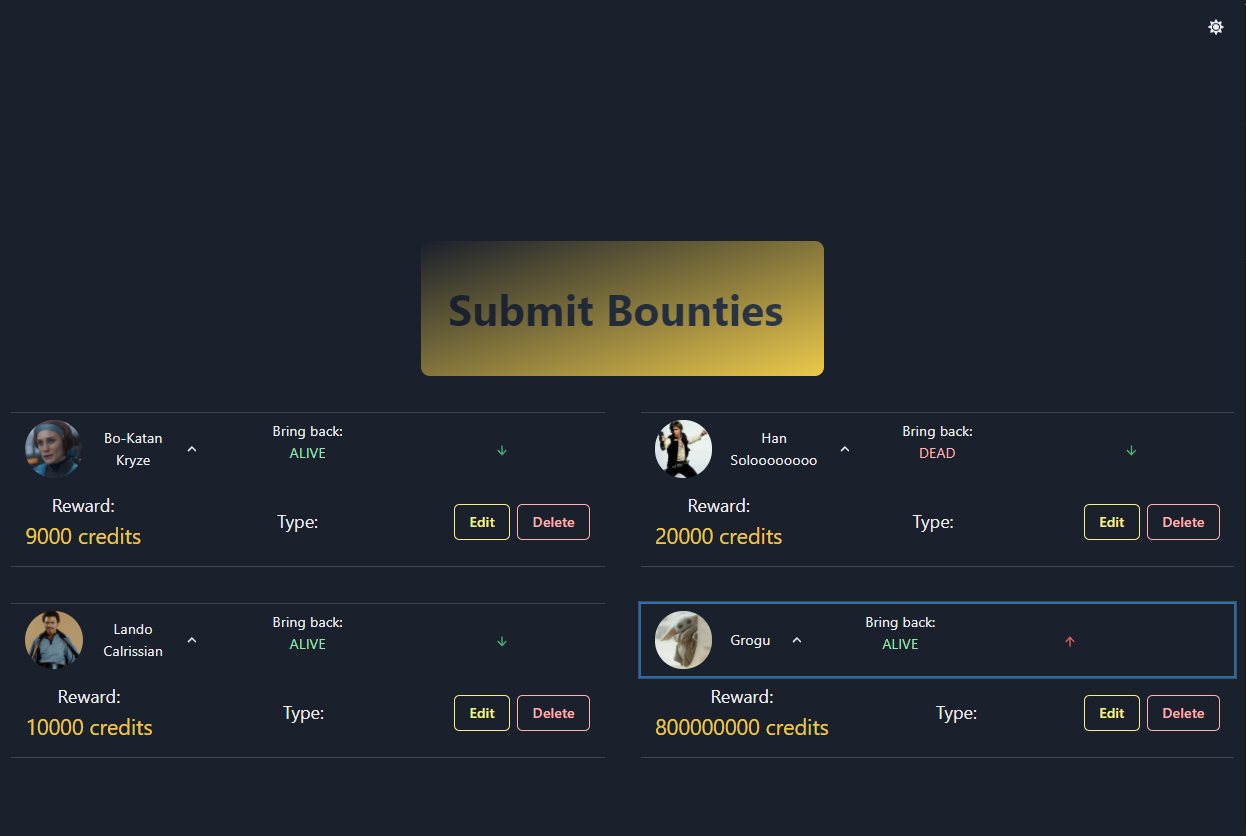 Submit Bounties
Bo-Katan
Kryze
Bring back:
ALIVE
Reward:
9000 credits
Type:
Edit
Delete
Han
Soloooooooo
Bring back:
DEAD
Reward:
20000 credits
Type:
Edit
Delete
Lando
Calrissian
Bring back:
ALIVE
Reward:
10000 credits
Type:
Edit
Delete
Grogu
Bring back:
ALIVE
Reward:
800000000 credits
Type:
Edit
Delete